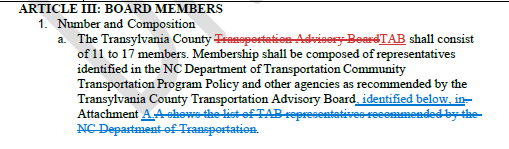 ARTICLE III: BOARD MEMBERS
1. Number and Composition
a. The Transylvania County Transportation Advisory BoardTAB shall consist
of 11 to 17 members. Membership shall be composed of representatives
identified in the NC Department of Transportation Community
Transportation Program Policy and other agencies as recommended by the
Transylvania County Transportation Advisory Board, identified below, in
Attachment A.A shows the list of TAB representatives recommended by the
NC Department of Transportation.